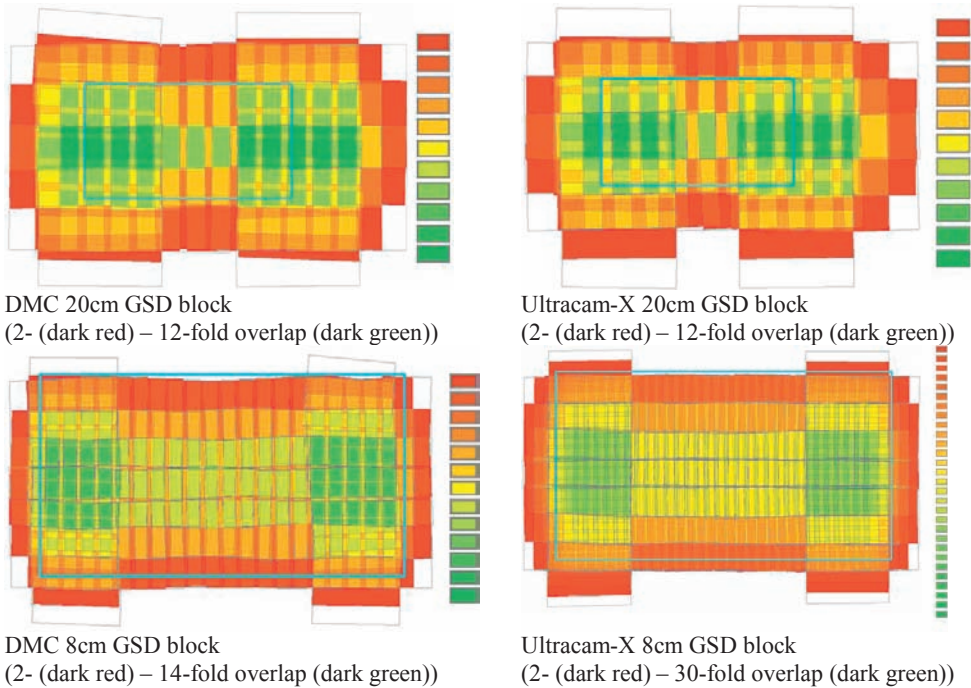 DMC 20cm GSD block
(2- (dark red) – 12-fold overlap (dark green))
Ultracam-X 20cm GSD block
(2- (dark red) – 12-fold overlap (dark green))
DMC 8cm GSD block
(2- (dark red) – 14-fold overlap (dark green))
Ultracam-X 8cm GSD block
(2- (dark red) – 30-fold overlap (dark green))